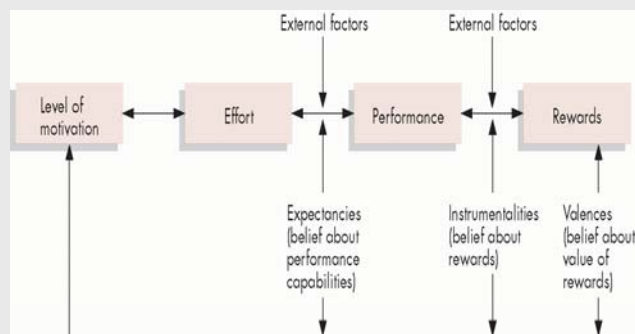 External factors
External factors
Level of
motivation
Effort
Performance
Rewards
Expectancies
(belief about
performance
capabilities)
Instrumentalities
(belief about
rewards)
Valences
(belief about
value of
rewards)